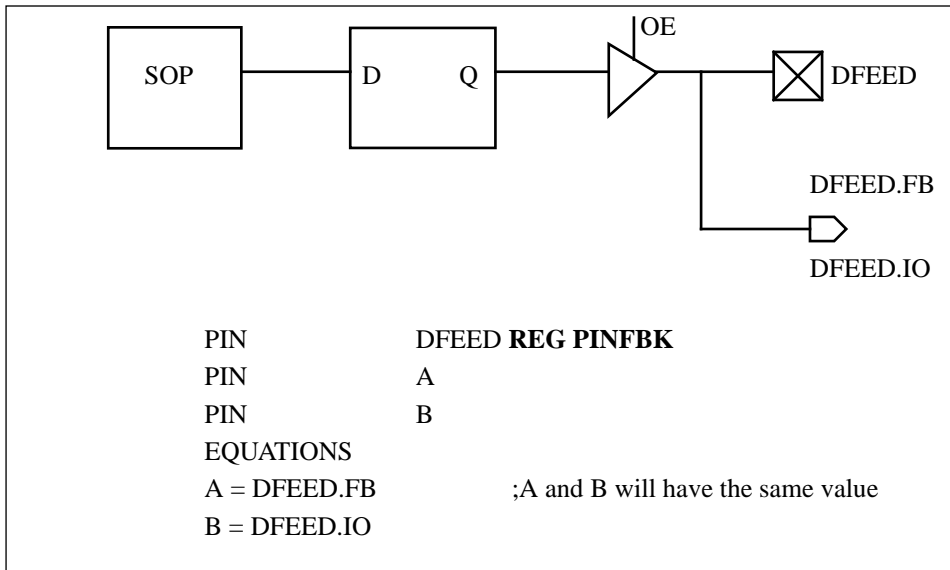 OE
SOP
D
Q
DFEED
DFEED.FB
DFEED.IO
PIN DFEED REG PINFBK
PIN A
PIN B
EQUATIONS
A = DFEED.FB ;A and B will have the same value
B = DFEED.IO